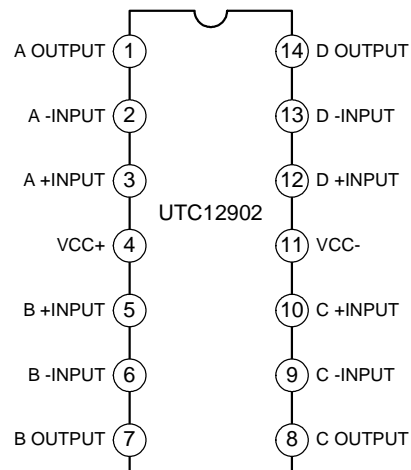 A OUTPUT 1 14 D OUTPUT
A -INPUT 2 13 D -INPUT
A +INPUT 3 12 D +INPUT
UTC12902
VCC+ 4 11 VCC-
B +INPUT 5 10 C +INPUT
B -INPUT 6 9 C -INPUT
B OUTPUT 7 8 C OUTPUT